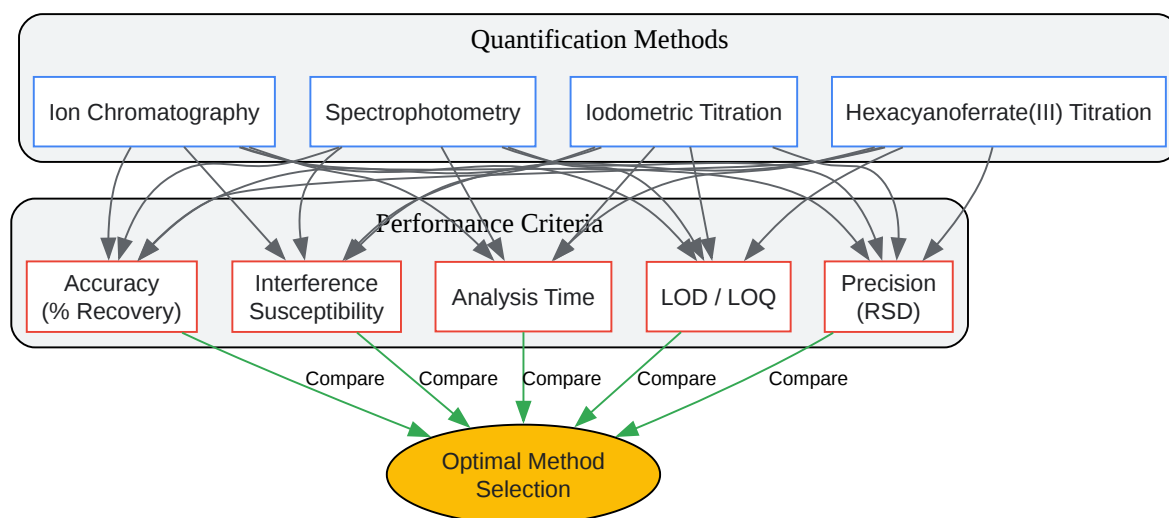 Quantification Methods
Ion Chromatography
Spectrophotometry
Iodometric Titration
Hexacyanoferrate(III) Titration
Performance Criteria
Accuracy
(% Recovery)
Interference
Susceptibility
Analysis Time
LOD / LOQ
Precision
(RSD)
Compare
Compare
Compare
Compare
Compare
Optimal Method
Selection